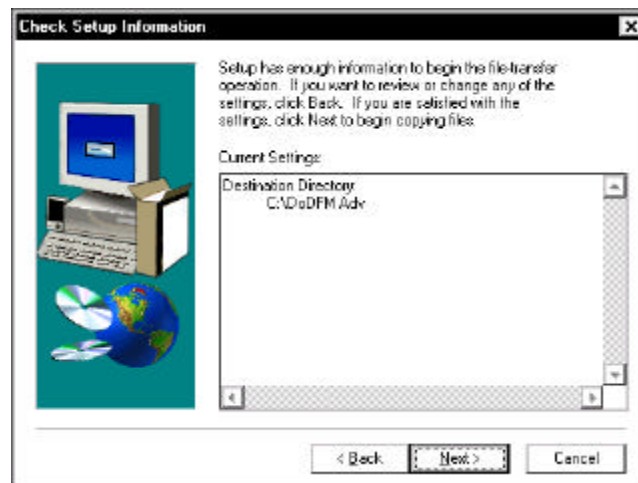 Check Setup Information
Setup has enough information to begin the file-transfer
operation. If you want to review or change any of the
settings, click Back. If you are satisfied with the
settings, click Next to begin copying files.
Current Settings:
Destination Directory
C:\DoDFM Adv
< Back
Next >
Cancel